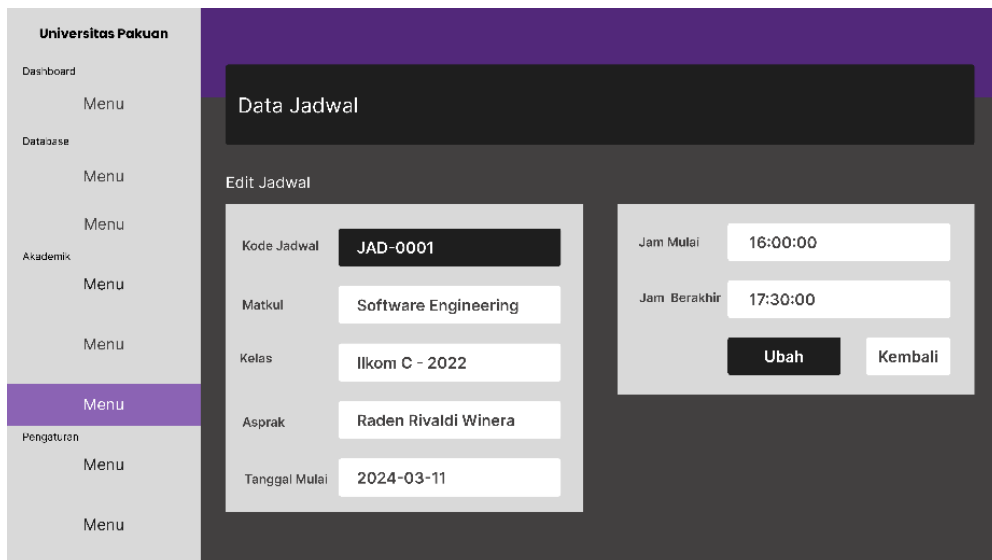 Universitas Pakuan
Dashboard
Menu
Database
Menu
Menu
Akademik
Menu
Menu
Menu
Pengaturan
Menu
Menu
Data Jadwal
Edit Jadwal
Kode Jadwal JAD-0001
Matkul Software Engineering
Kelas Ilkom C - 2022
Asprak Raden Rivaldi Winera
Tanggal Mulai 2024-03-11
Jam Mulai 16:00:00
Jam Berakhir 17:30:00
Ubah Kembali